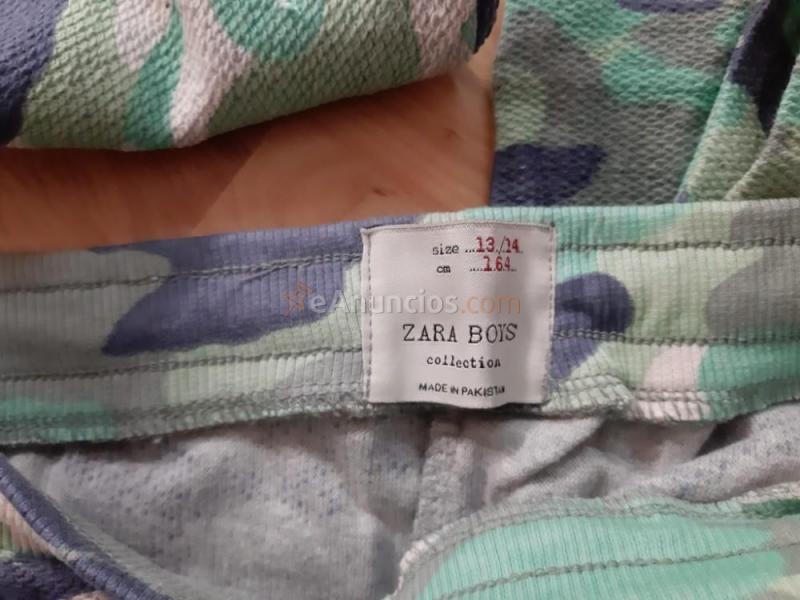 size ...13./14
cm ....164..
eAnuncios.com
ZARA BOYS
collection
MADE IN PAKISTAN